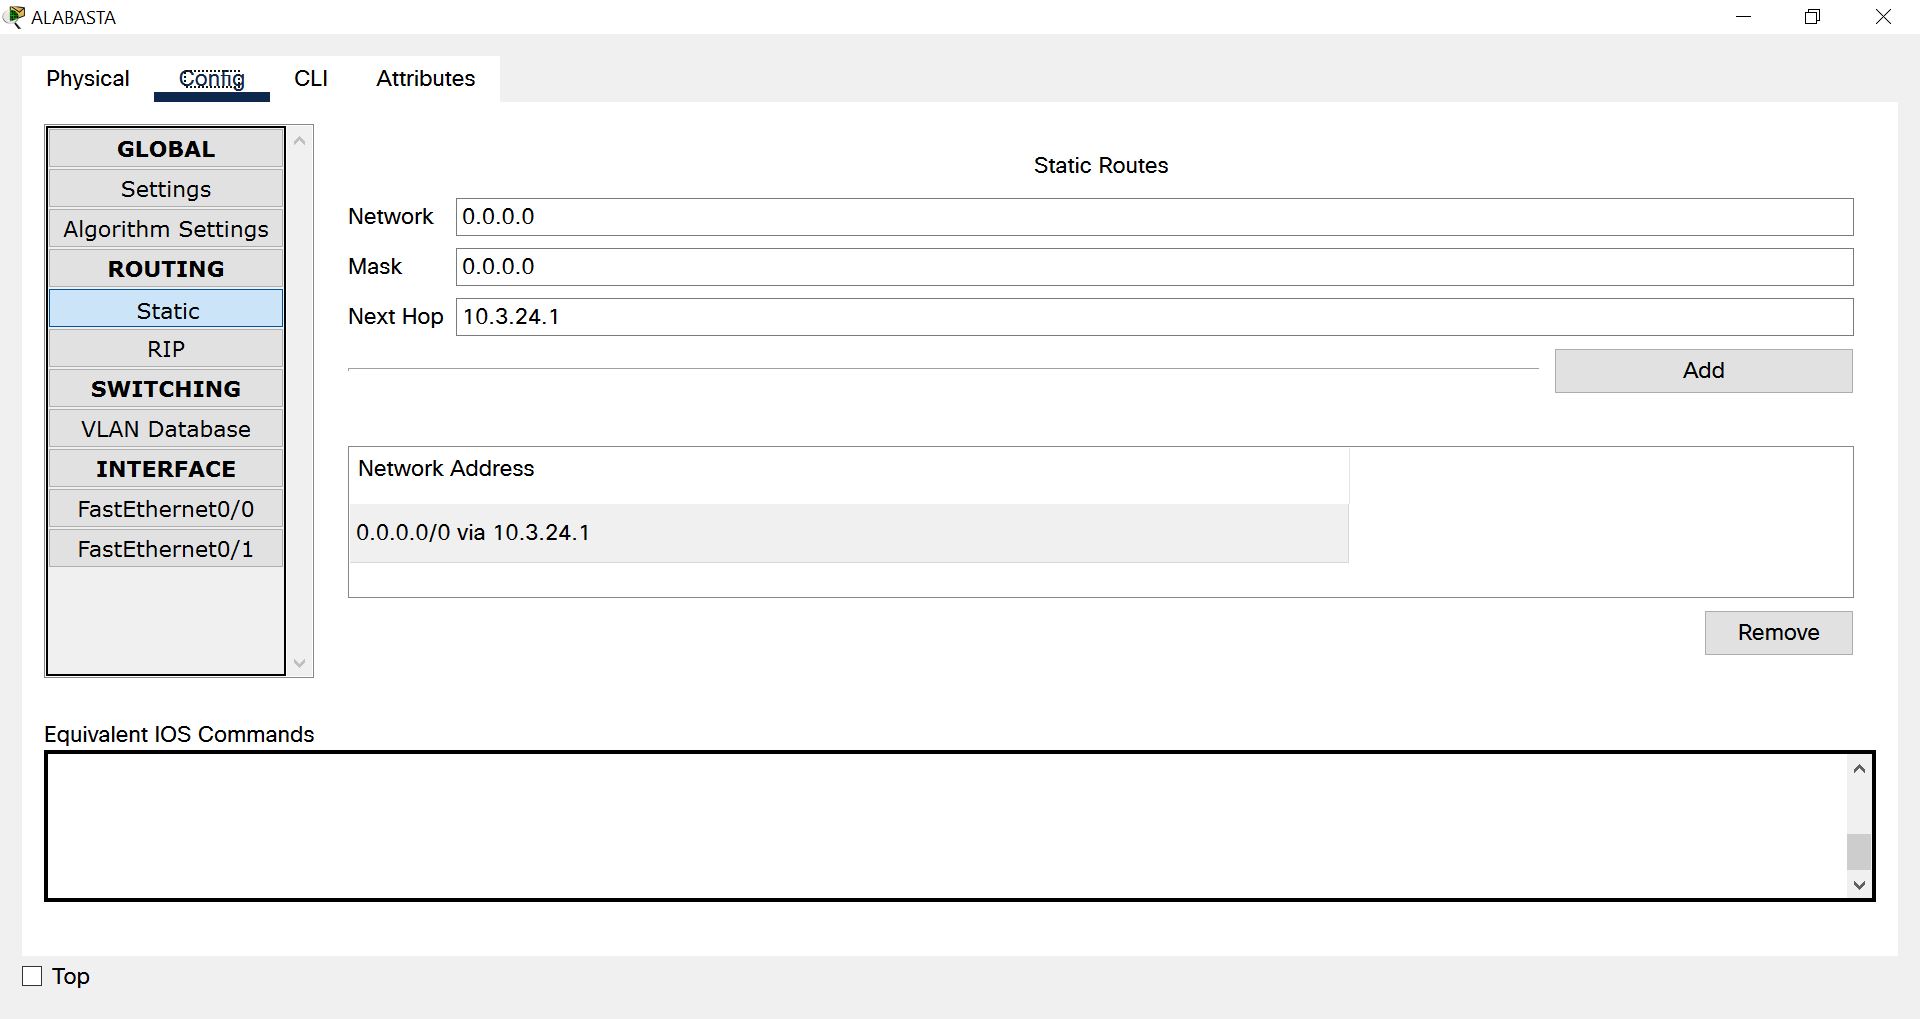 ALABASTA
Physical Config CLI Attributes
GLOBAL
Settings
Algorithm Settings
ROUTING
Static
RIP
SWITCHING
VLAN Database
INTERFACE
FastEthernet0/0
FastEthernet0/1
Static Routes
Network 0.0.0.0
Mask 0.0.0.0
Next Hop 10.3.24.1
Add
Network Address
0.0.0.0/0 via 10.3.24.1
Remove
Equivalent IOS Commands
Top